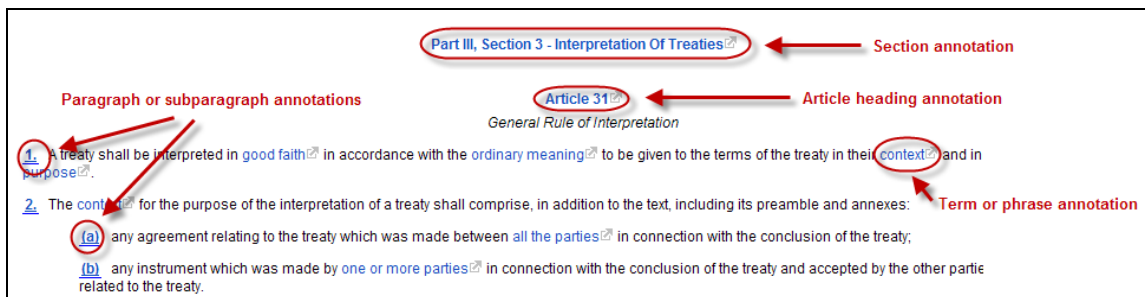 Part III, Section 3 - Interpretation Of Treaties
Section annotation
Paragraph or subparagraph annotations
Article 31
Article heading annotation
General Rule of Interpretation
1. A treaty shall be interpreted in good faith in accordance with the ordinary meaning to be given to the terms of the treaty in their context and in
purpose.
2. The context for the purpose of the interpretation of a treaty shall comprise, in addition to the text, including its preamble and annexes:
Term or phrase annotation
(a) any agreement relating to the treaty which was made between all the parties in connection with the conclusion of the treaty;
(b) any instrument which was made by one or more parties in connection with the conclusion of the treaty and accepted by the other partie
related to the treaty.